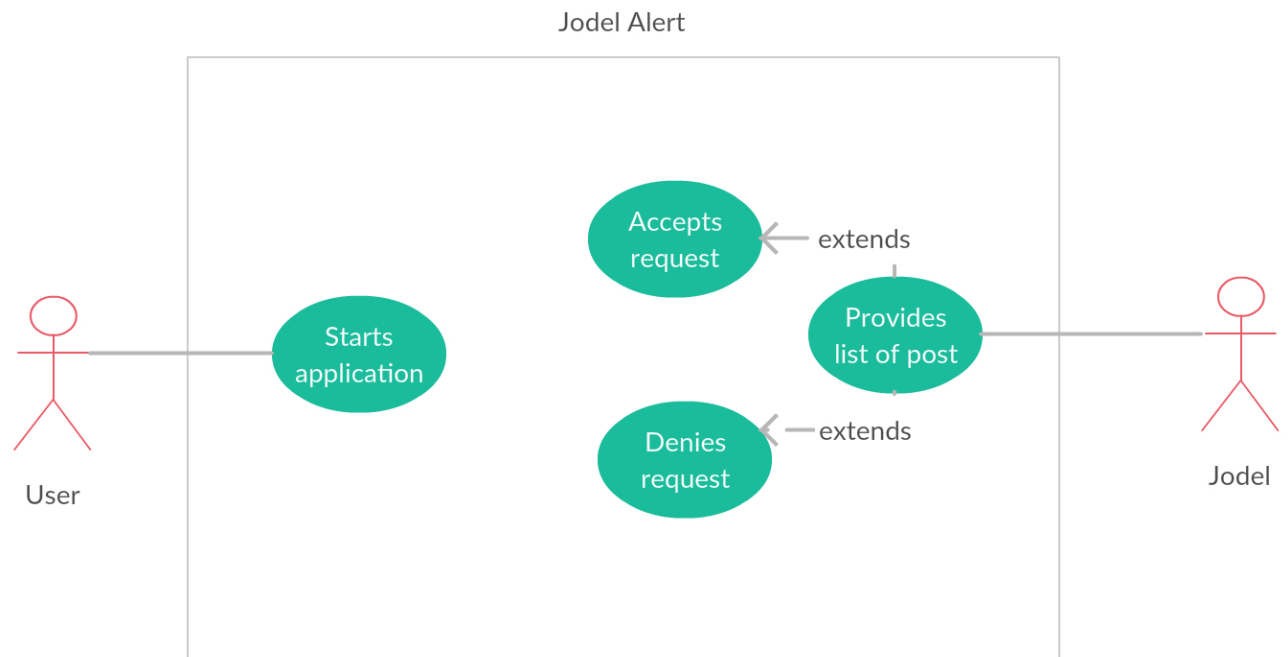 Jodel Alert
Accepts
request
extends
Starts
application
Provides
list of post
Denies
request
extends
User
Jodel